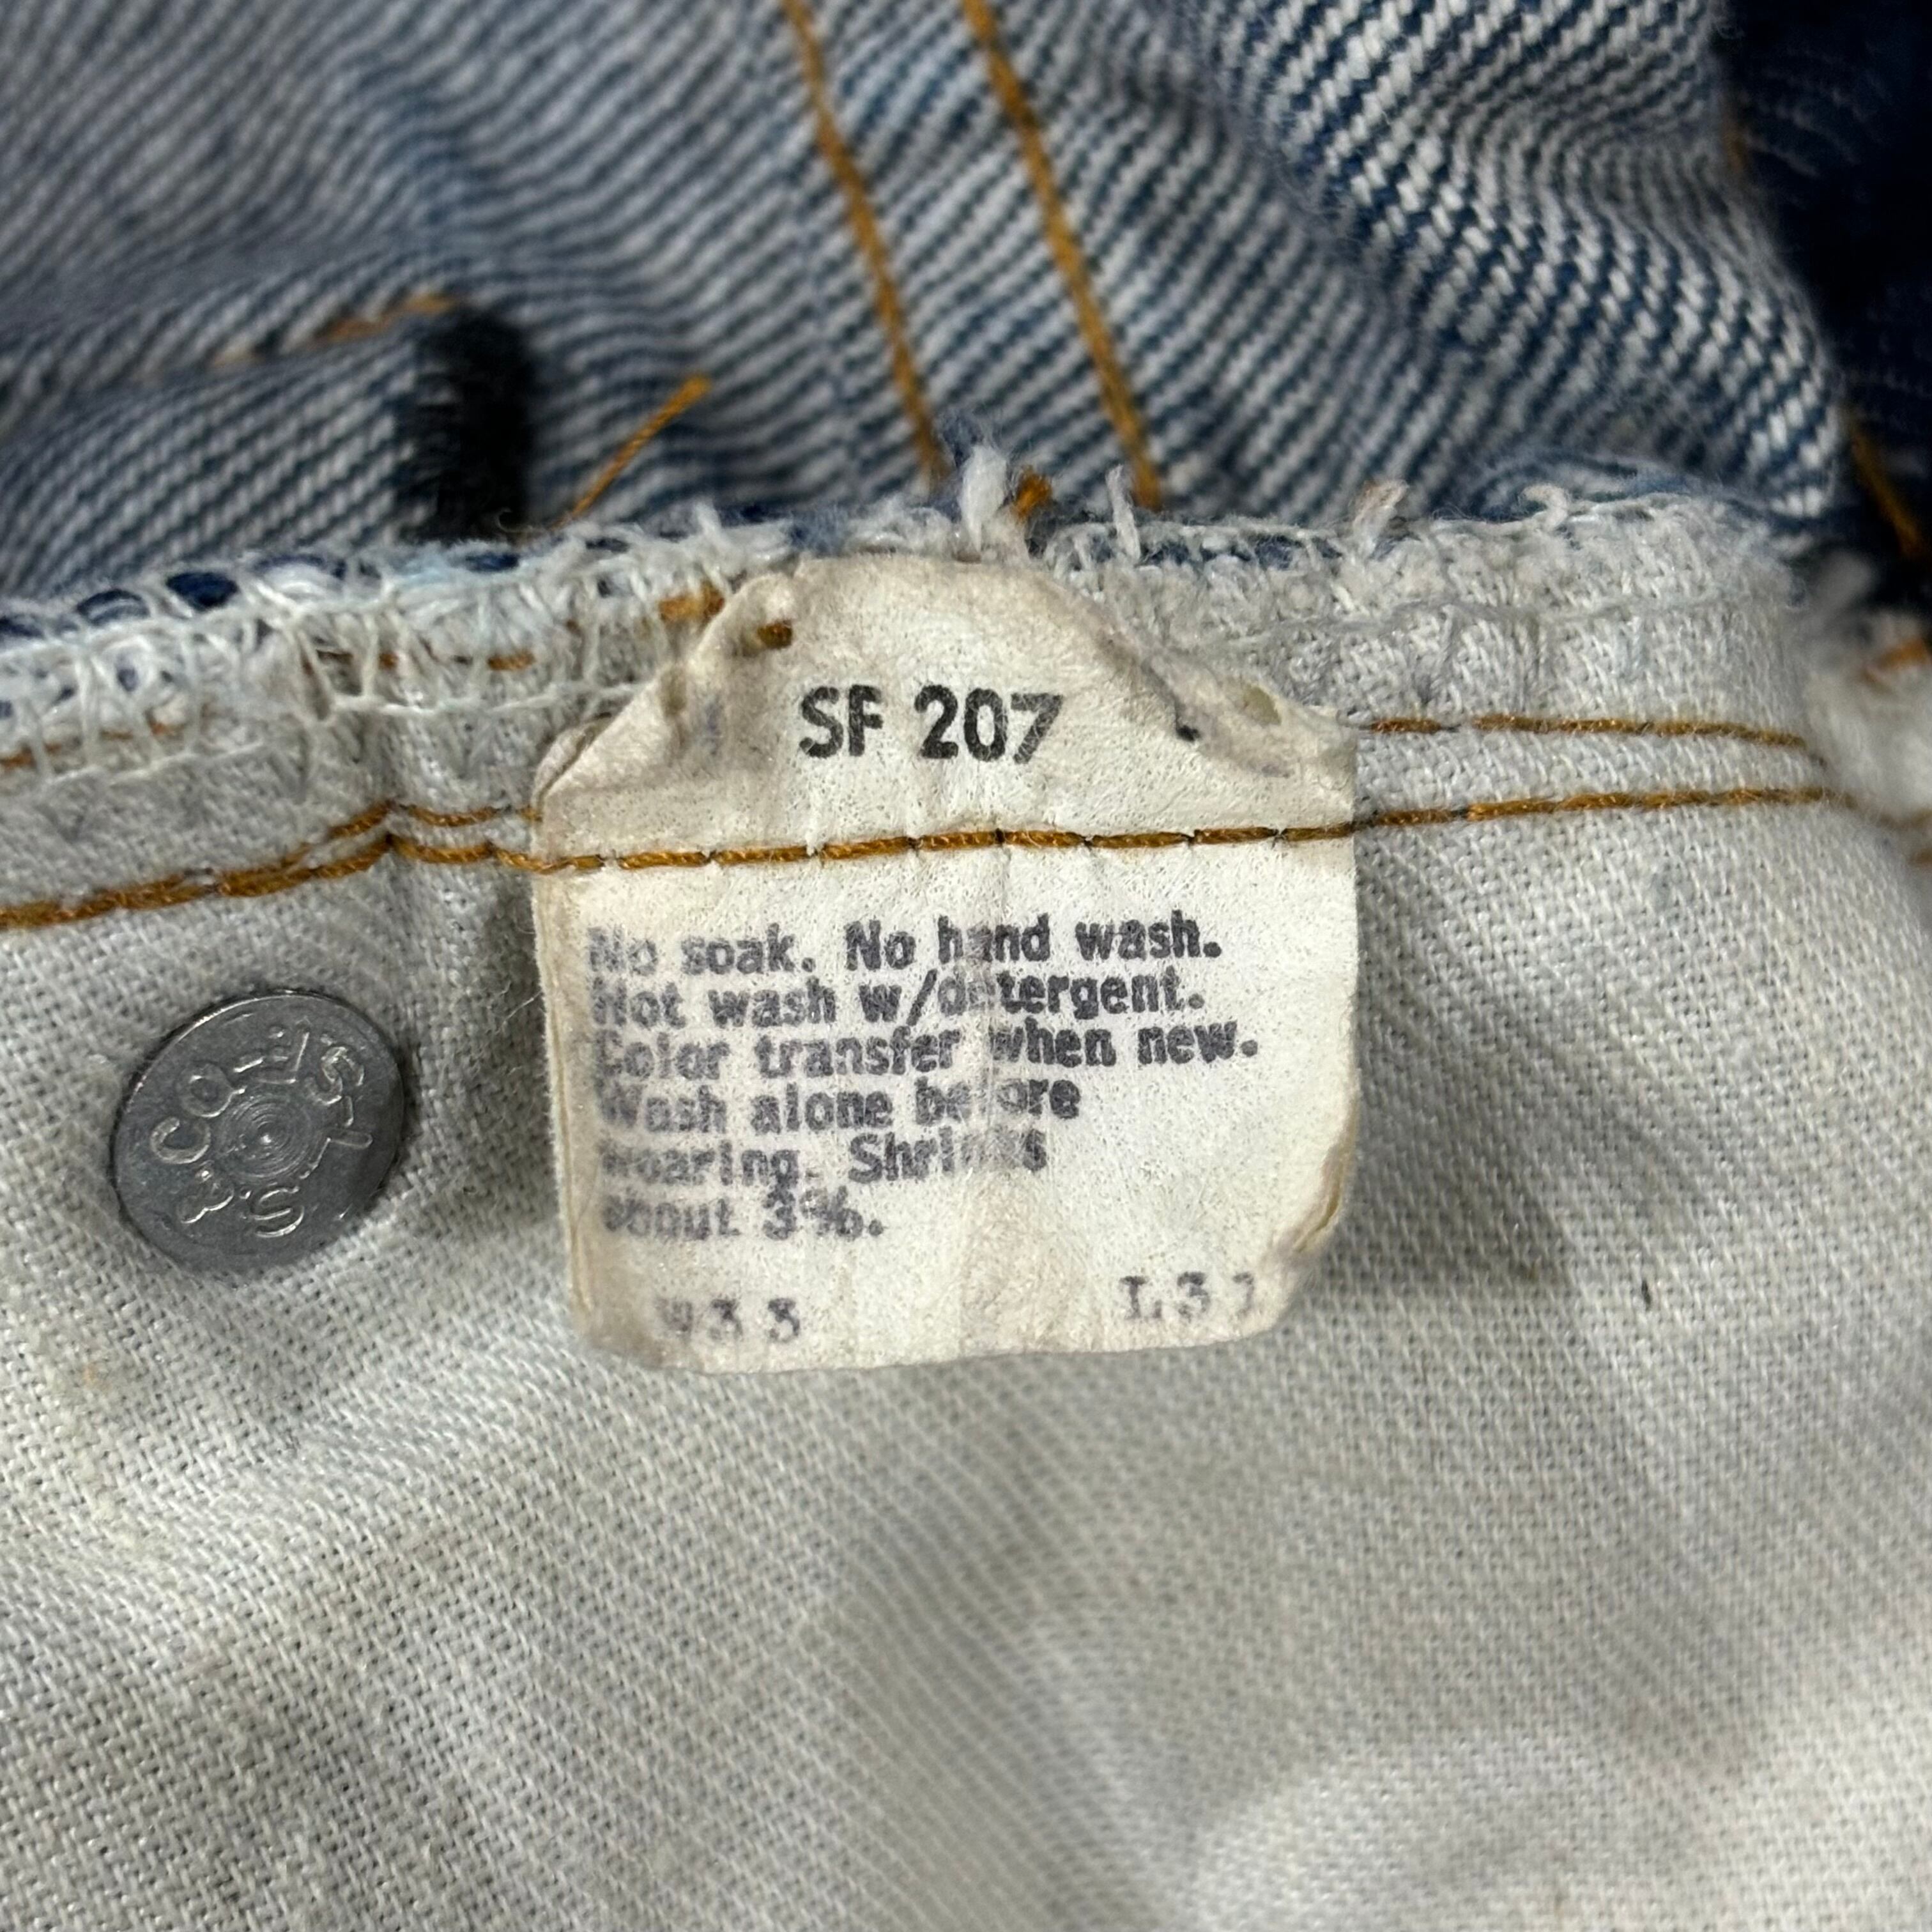 SF 207
No soak. No hand wash.
Hot wash w/detergent.
Color transfer when new.
Wash alone before
wearing. Shrinks
about 3%.
W33 L31
L.S.&CO-S.F.